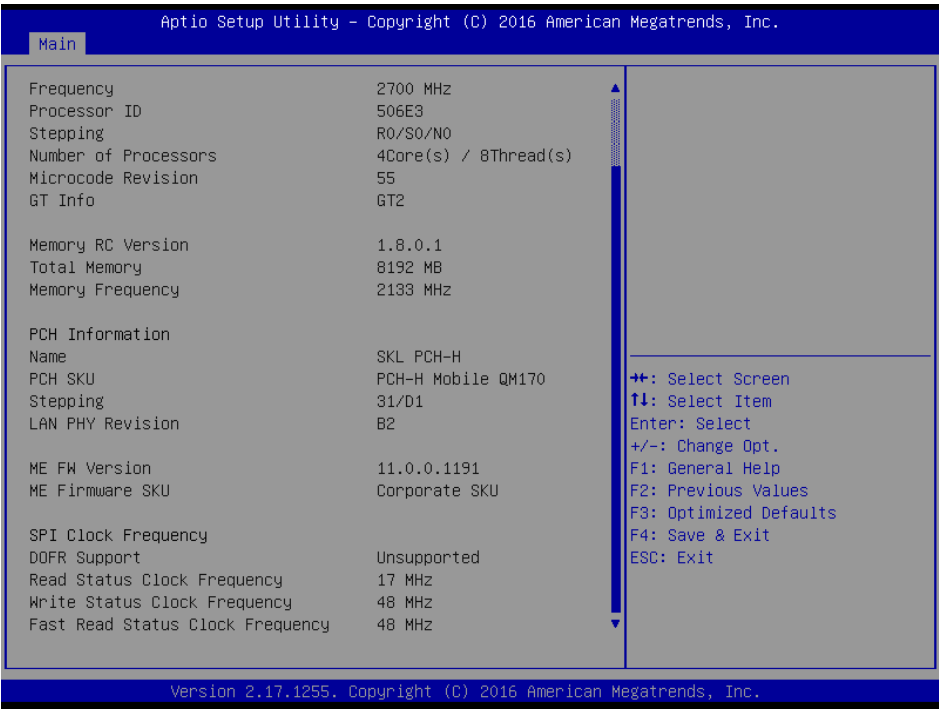 Aptio Setup Utility – Copyright (C) 2016 American Megatrends, Inc.
Main
Frequency 2700 MHz
Processor ID 506E3
Stepping R0/S0/N0
Number of Processors 4Core(s) / 8Thread(s)
Microcode Revision 55
GT Info GT2
Memory RC Version 1.8.0.1
Total Memory 8192 MB
Memory Frequency 2133 MHz
PCH Information
Name SKL PCH-H
PCH SKU PCH-H Mobile QM170
Stepping 31/D1
LAN PHY Revision B2
ME FW Version 11.0.0.1191
ME Firmware SKU Corporate SKU
SPI Clock Frequency
DOFR Support Unsupported
Read Status Clock Frequency 17 MHz
Write Status Clock Frequency 48 MHz
Fast Read Status Clock Frequency 48 MHz
→←: Select Screen
↑↓: Select Item
Enter: Select
+/-: Change Opt.
F1: General Help
F2: Previous Values
F3: Optimized Defaults
F4: Save & Exit
ESC: Exit
Version 2.17.1255. Copyright (C) 2016 American Megatrends, Inc.